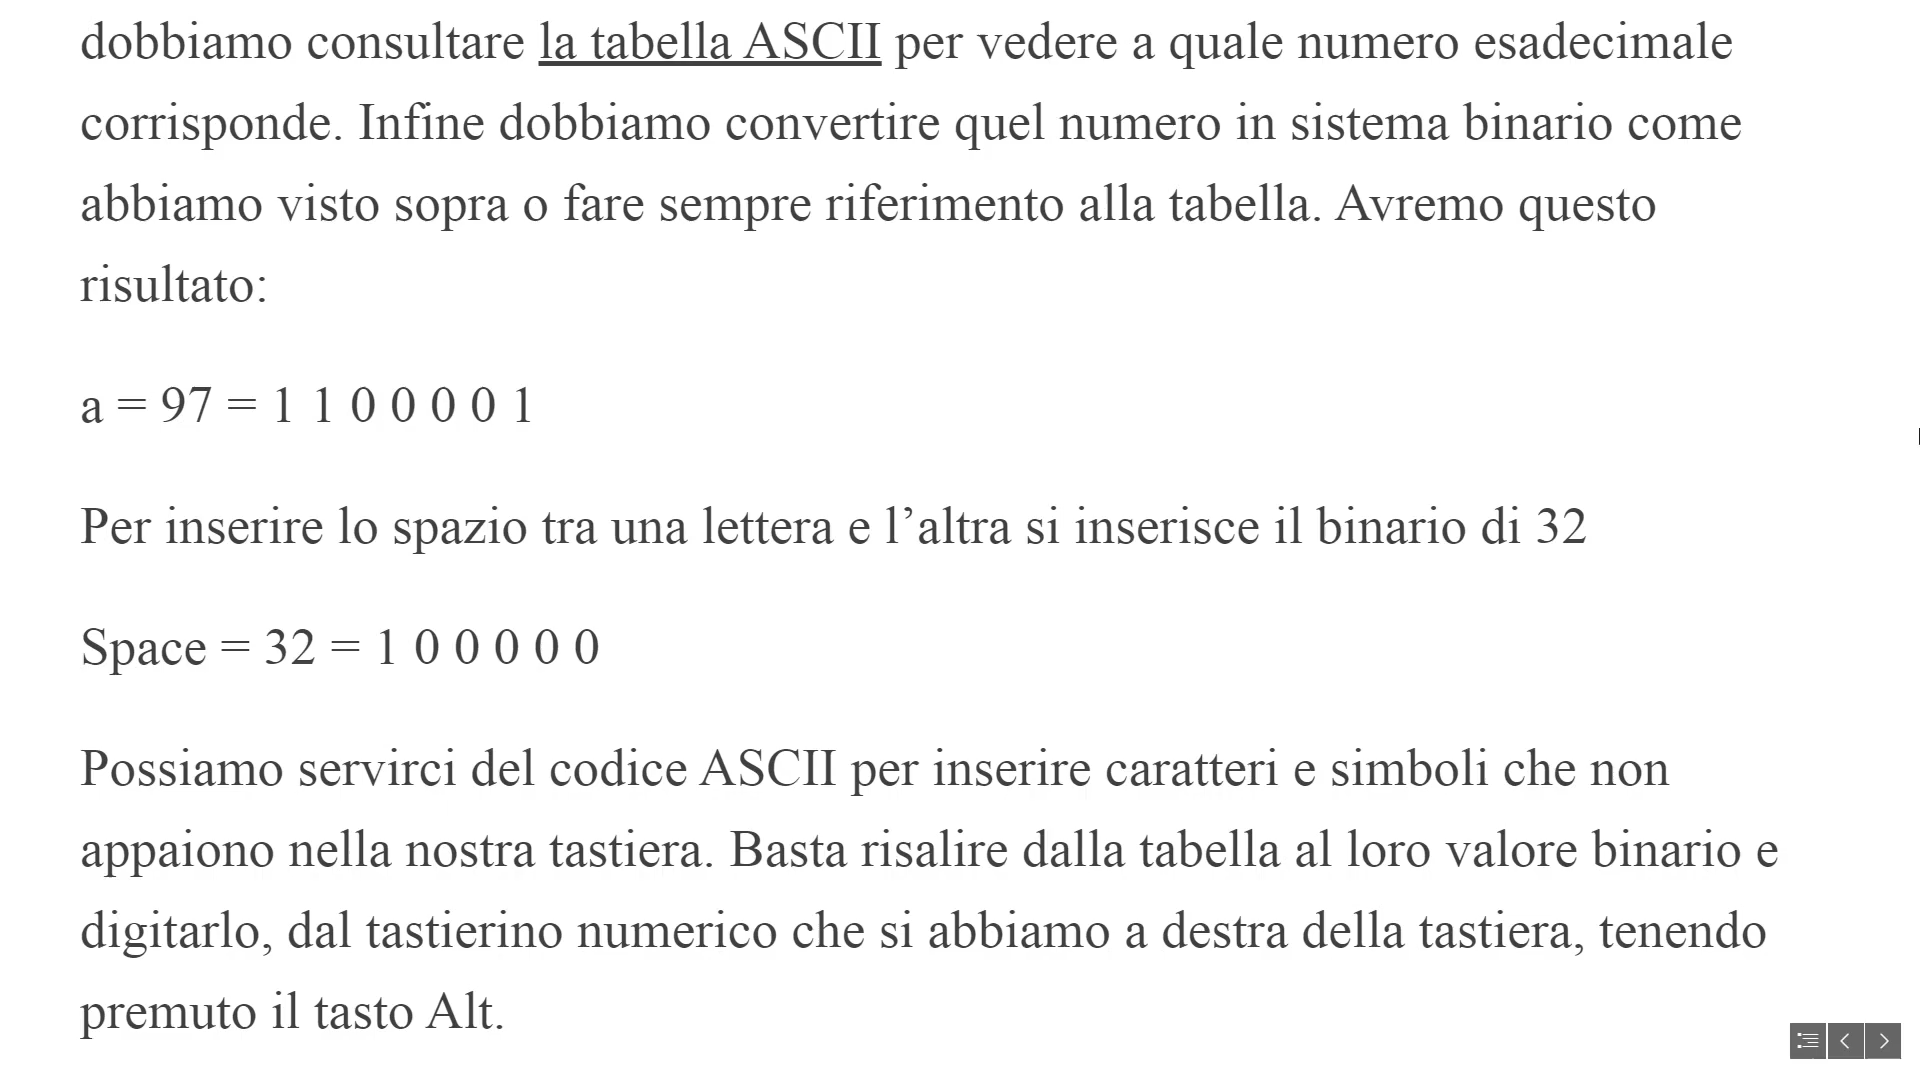 dobbiamo consultare la tabella ASCII per vedere a quale numero esadecimale
corrisponde. Infine dobbiamo convertire quel numero in sistema binario come
abbiamo visto sopra o fare sempre riferimento alla tabella. Avremo questo
risultato:
a = 97 = 1 1 0 0 0 0 1
Per inserire lo spazio tra una lettera e l’altra si inserisce il binario di 32
Space = 32 = 1 0 0 0 0 0
Possiamo servirci del codice ASCII per inserire caratteri e simboli che non
appaiono nella nostra tastiera. Basta risalire dalla tabella al loro valore binario e
digitarlo, dal tastierino numerico che si abbiamo a destra della tastiera, tenendo
premuto il tasto Alt.